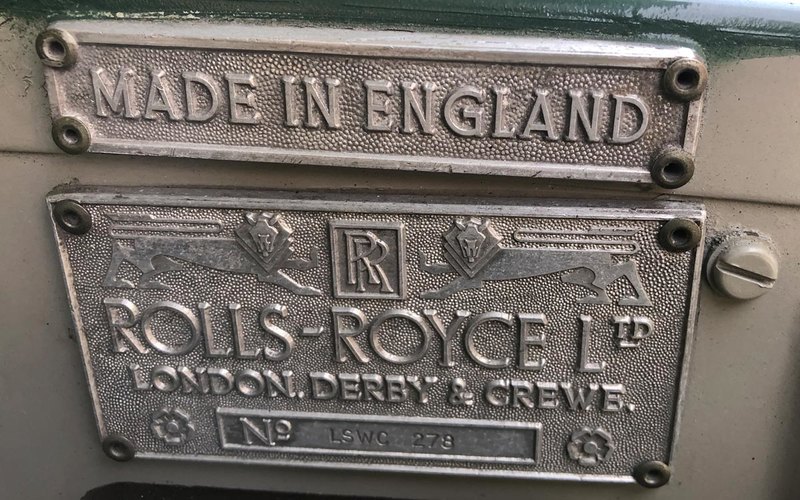 MADE IN ENGLAND
RR
ROLLS-ROYCE LTD
LONDON. DERBY & CREWE.
Nº LSWC 278